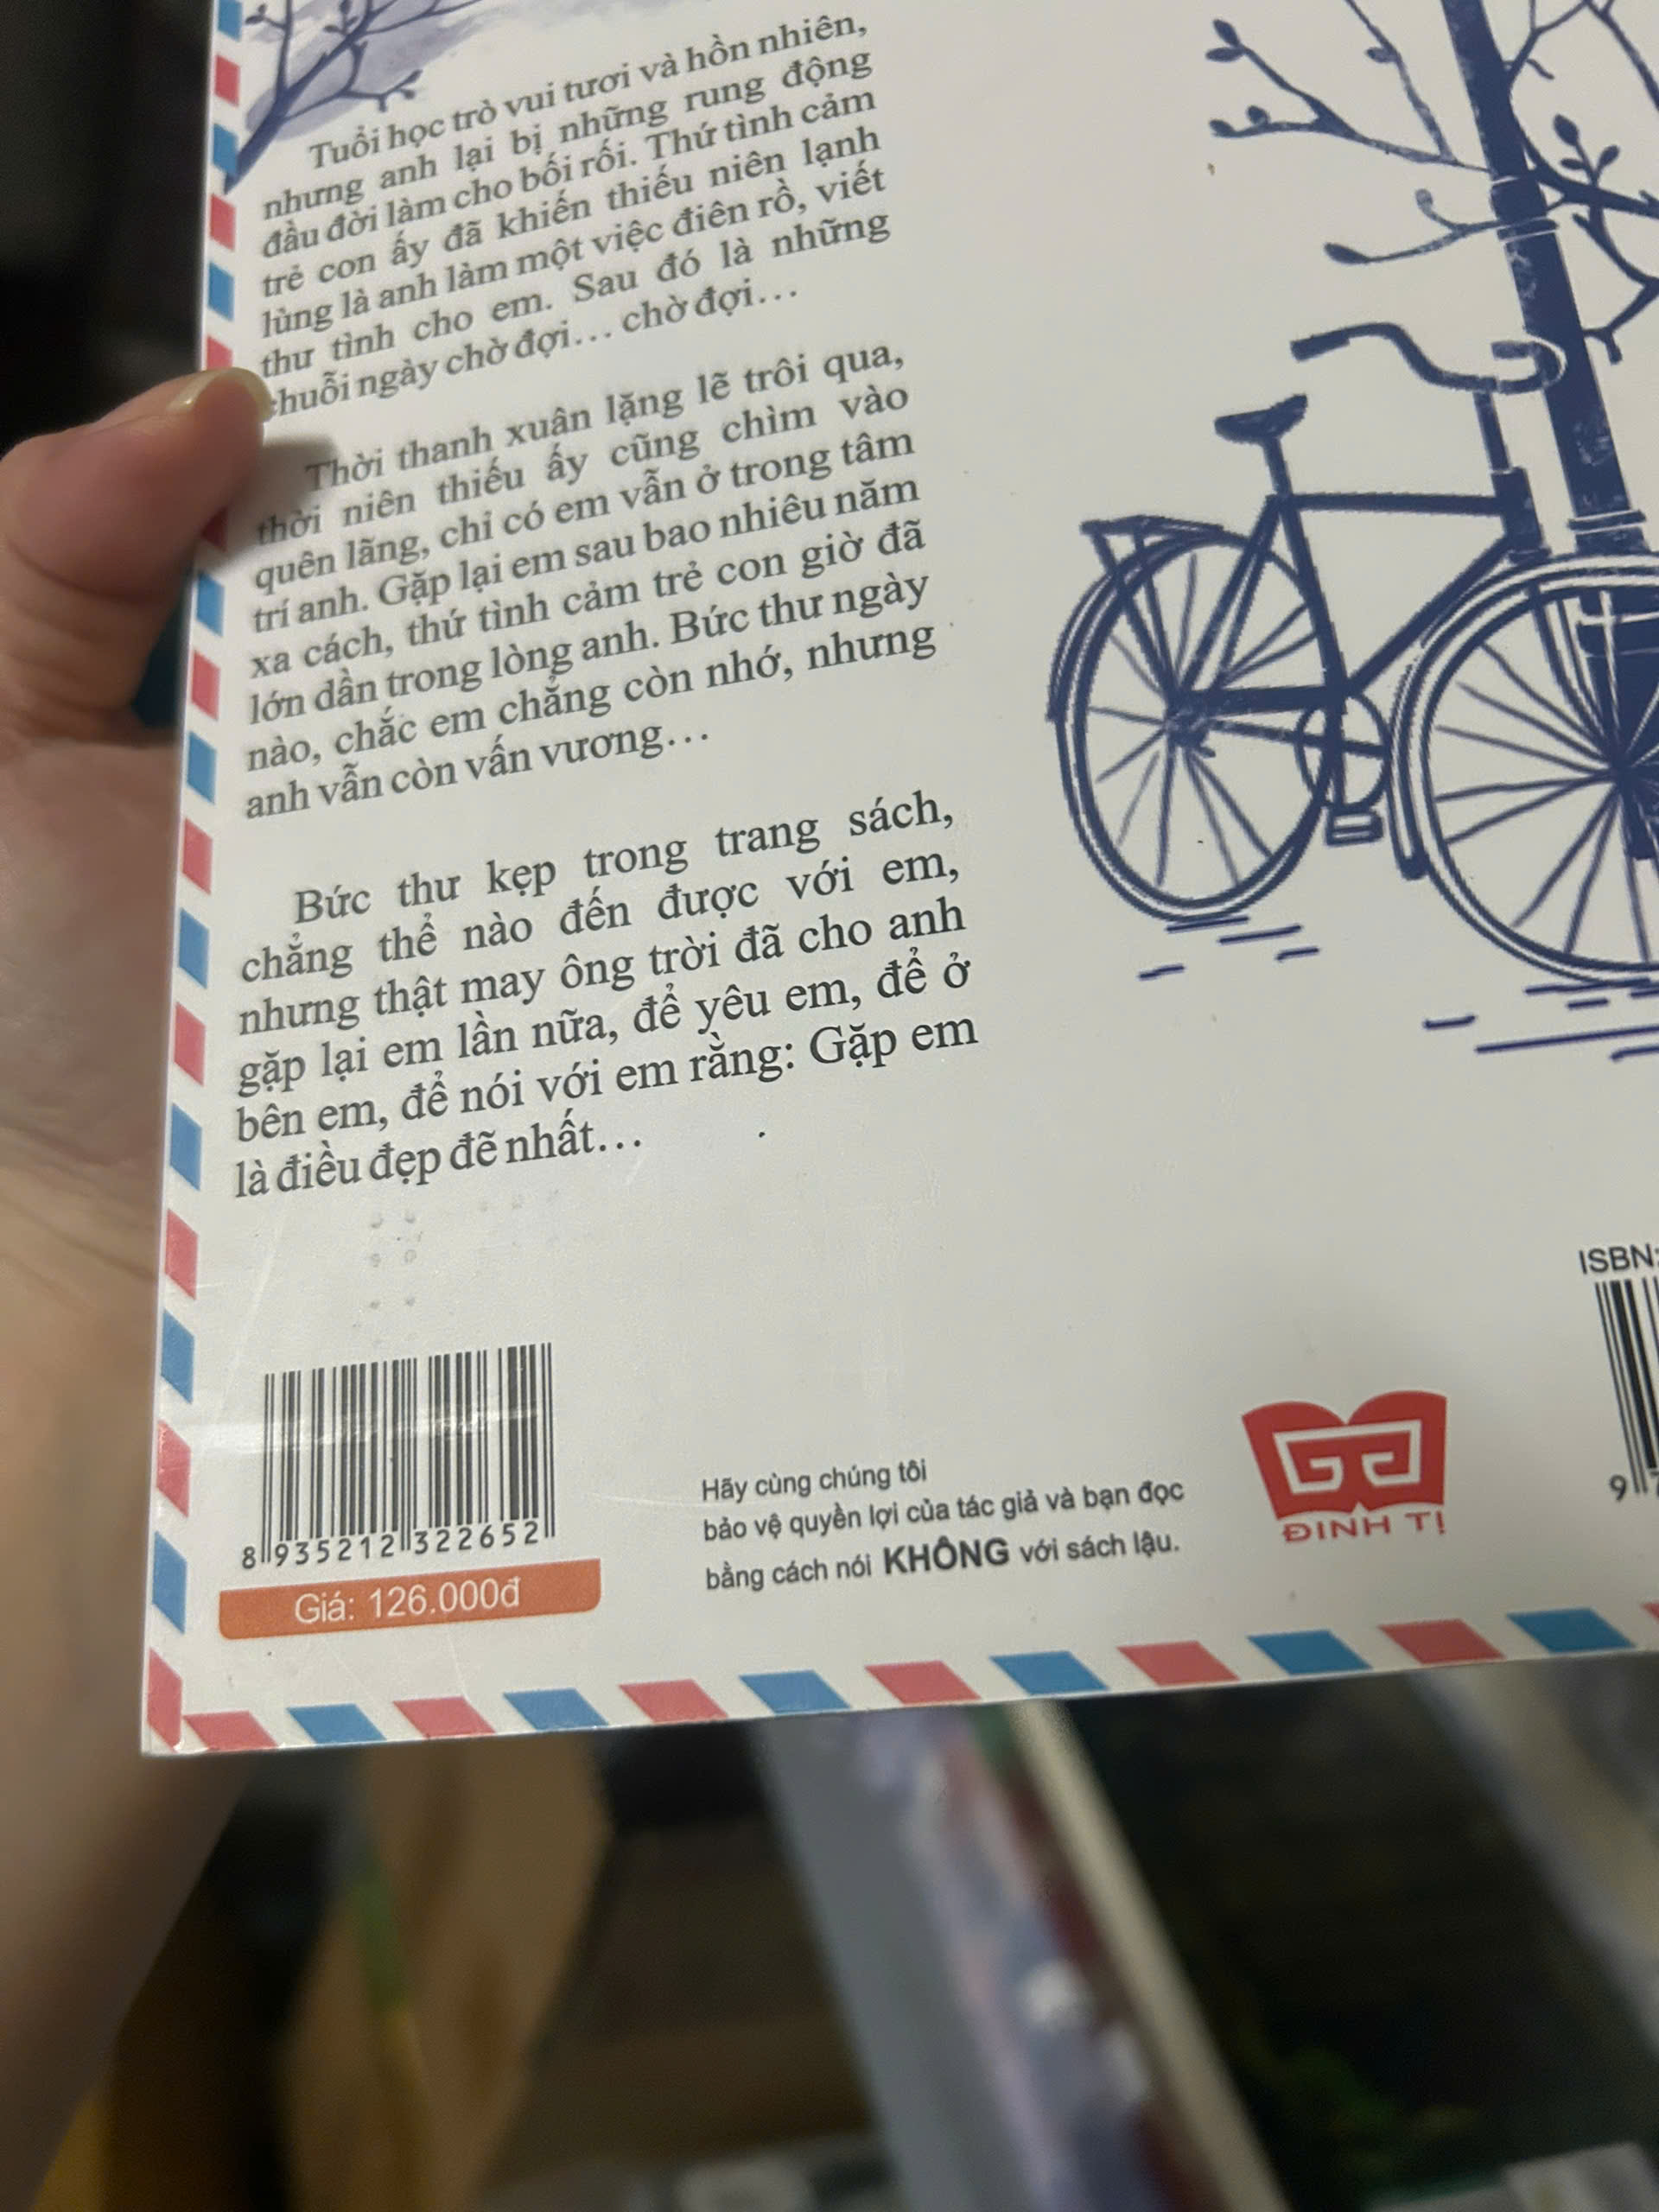 Tuổi học trò vui tươi và hồn nhiên,
nhưng anh lại bị những rung động
đầu đời làm cho bối rối. Thứ tình cảm
trẻ con ấy đã khiến thiếu niên lạnh
lùng là anh làm một việc điên rồ, viết
thư tình cho em. Sau đó là những
chuỗi ngày chờ đợi... chờ đợi...
Thời thanh xuân lặng lẽ trôi qua,
thời niên thiếu ấy cũng chìm vào
quên lãng, chỉ có em vẫn ở trong tâm
trí anh. Gặp lại em sau bao nhiêu năm
xa cách, thứ tình cảm trẻ con giờ đã
lớn dần trong lòng anh. Bức thư ngày
nào, chắc em chẳng còn nhớ, nhưng
anh vẫn còn vấn vương...
Bức thư kẹp trong trang sách,
chẳng thể nào đến được với em,
nhưng thật may ông trời đã cho anh
gặp lại em lần nữa, để yêu em, để ở
bên em, để nói với em rằng: Gặp em
là điều đẹp đẽ nhất...
8 935212 322652
Giá: 126.000đ
Hãy cùng chúng tôi
bảo vệ quyền lợi của tác giả và bạn đọc
bằng cách nói KHÔNG với sách lậu.
ĐINH TỊ
ISBN:
9